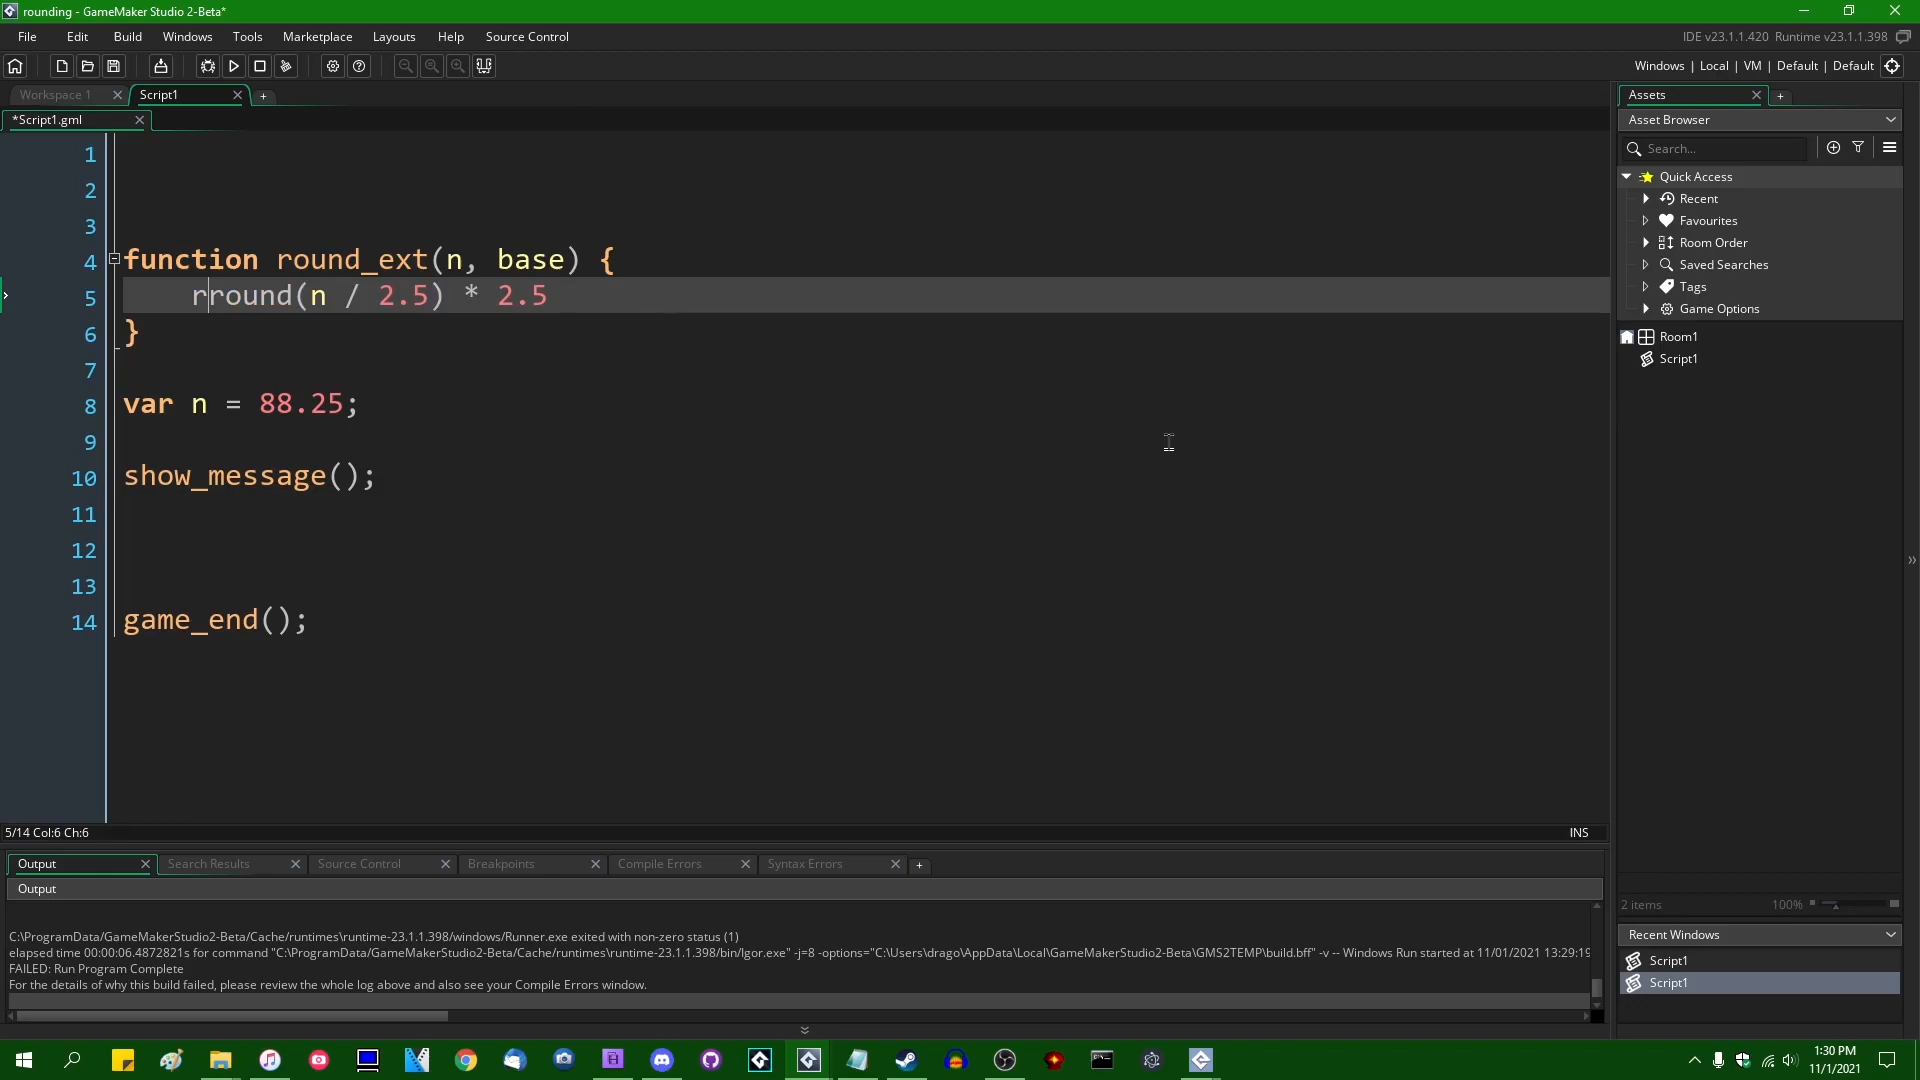 rounding - GameMaker Studio 2-Beta*
File Edit Build Windows Tools Marketplace Layouts Help Source Control
IDE v23.1.1.420 Runtime v23.1.1.398
Windows | Local | VM | Default | Default
Workspace 1
Script1
*Script1.gml
1
2
3
4 function round_ext(n, base) {
5 rround(n / 2.5) * 2.5
6 }
7
8 var n = 88.25;
9
10 show_message();
11
12
13
14 game_end();
5/14 Col:6 Ch:6
INS
Assets
Asset Browser
Search...
Quick Access
Recent
Favourites
Room Order
Saved Searches
Tags
Game Options
Room1
Script1
2 items
100%
Recent Windows
Script1
Script1
Output Search Results Source Control Breakpoints Compile Errors Syntax Errors
Output
C:\ProgramData/GameMakerStudio2-Beta/Cache/runtimes\runtime-23.1.1.398/windows/Runner.exe exited with non-zero status (1)
elapsed time 00:00:06.4872821s for command "C:\ProgramData/GameMakerStudio2-Beta/Cache/runtimes\runtime-23.1.1.398/bin/Igor.exe" -j=8 -options="C:\Users\drago\AppData\Local\GameMakerStudio2-Beta\GMS2TEMP\build.bff" -v -- Windows Run started at 11/01/2021 13:29:19
FAILED: Run Program Complete
For the details of why this build failed, please review the whole log above and also see your Compile Errors window.
1:30 PM
11/1/2021